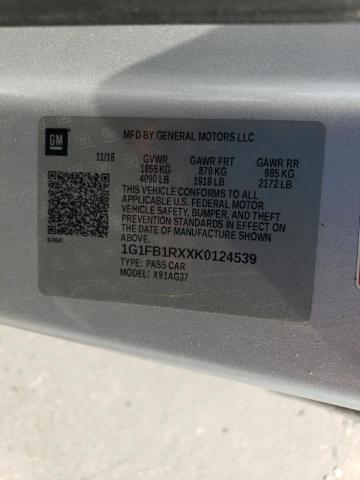 GM
MFD BY GENERAL MOTORS LLC
11/18 GVWR GAWR FRT GAWR RR
1855 KG 870 KG 985 KG
4090 LB 1918 LB 2172 LB
THIS VEHICLE CONFORMS TO ALL
APPLICABLE U.S. FEDERAL MOTOR
VEHICLE SAFETY, BUMPER, AND THEFT
PREVENTION STANDARDS IN EFFECT ON
THE DATE OF MANUFACTURE SHOWN ABOVE.
1G1FB1RXXK0124539
TYPE: PASS CAR
MODEL: X91AG37